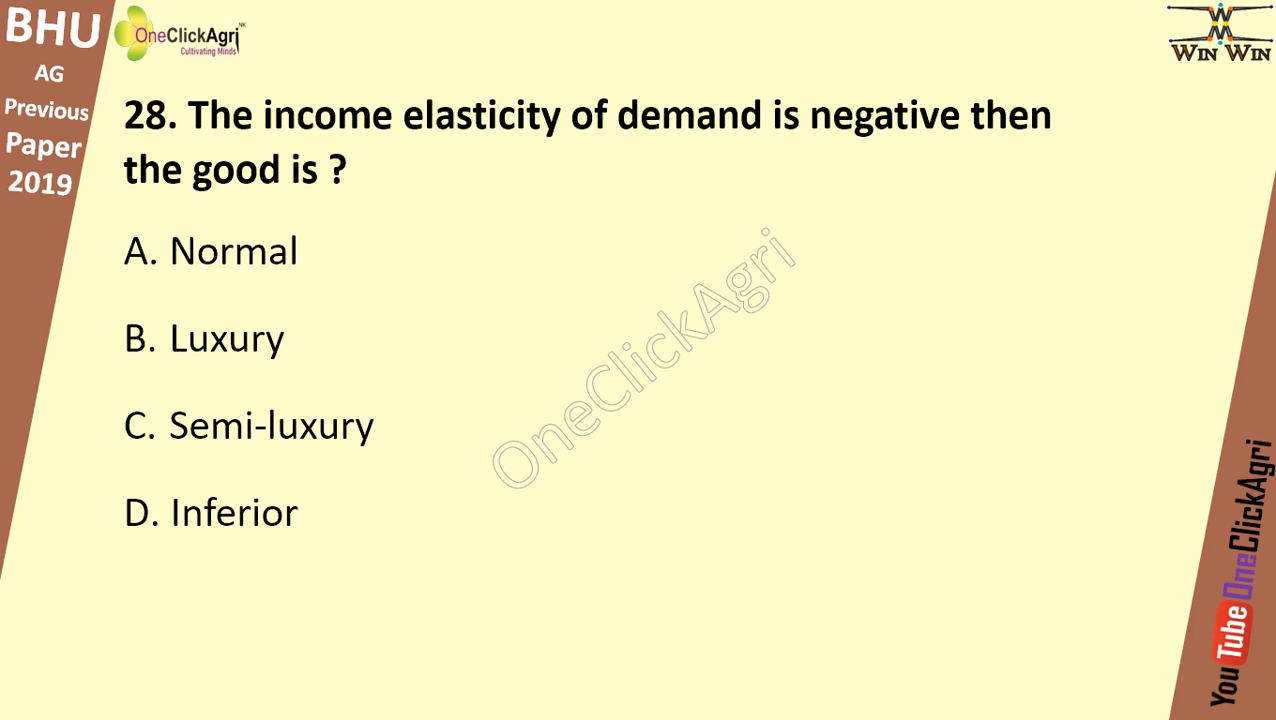 BHU
AG
Previous
Paper
2019
OneClickAgri
NK
Cultivating Minds
WIN WIN
28. The income elasticity of demand is negative then
the good is ?
A. Normal
B. Luxury
C. Semi-luxury
D. Inferior
OneClickAgri
YouTube OneClickAgri